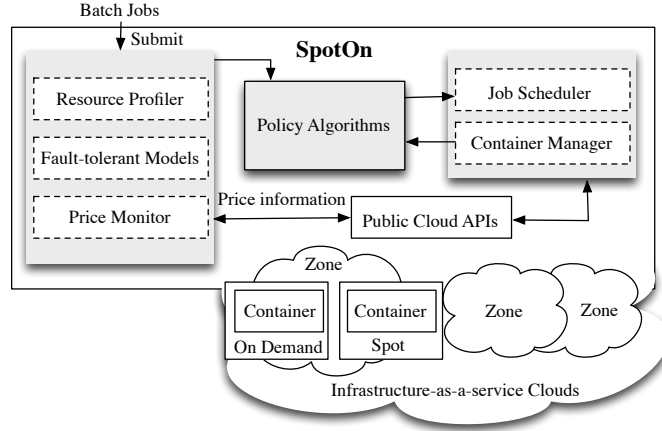 Batch Jobs
Submit
SpotOn
Resource Profiler
Fault-tolerant Models
Price Monitor
Policy Algorithms
Job Scheduler
Container Manager
Price information
Public Cloud APIs
Zone
Container
On Demand
Container
Spot
Zone
Zone
Infrastructure-as-a-service Clouds